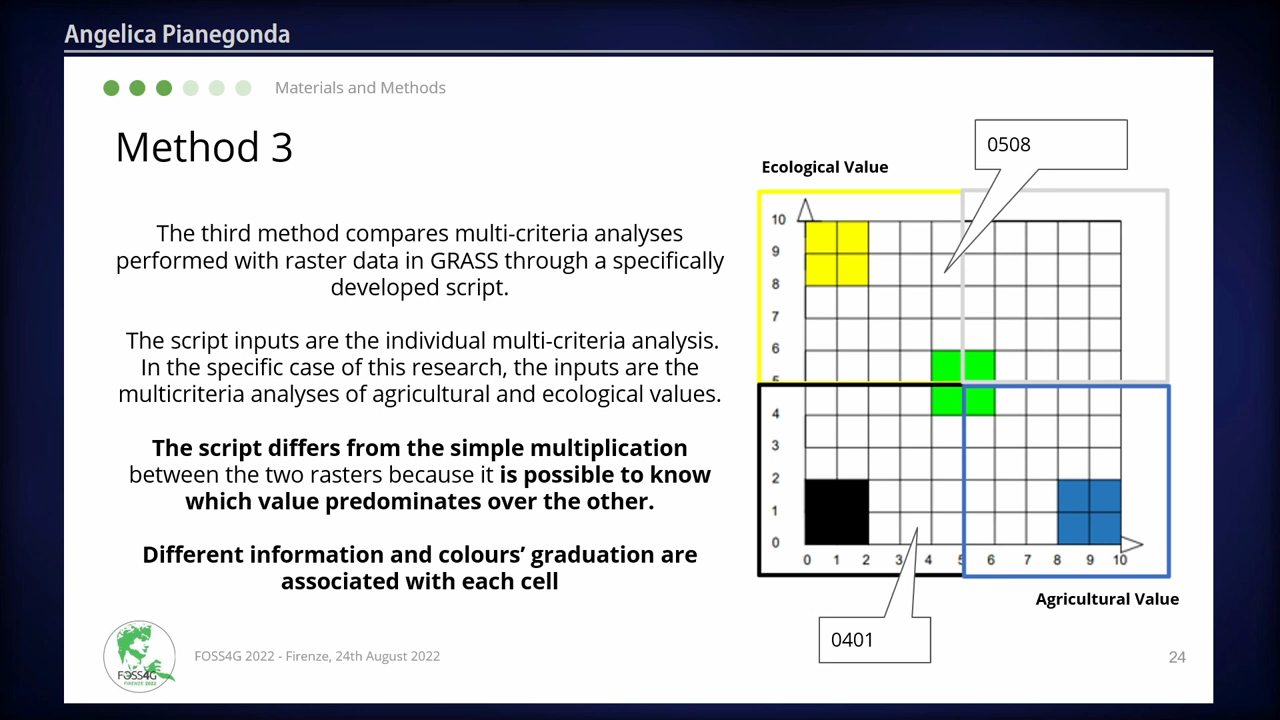 Angelica Pianegonda
Materials and Methods
Method 3
The third method compares multi-criteria analyses
performed with raster data in GRASS through a specifically
developed script.
The script inputs are the individual multi-criteria analysis.
In the specific case of this research, the inputs are the
multicriteria analyses of agricultural and ecological values.
The script differs from the simple multiplication
between the two rasters because it is possible to know
which value predominates over the other.
Different information and colours’ graduation are
associated with each cell
0508
Ecological Value
10
9
8
7
6
5
4
3
2
1
0
0 1 2 3 4 5 6 7 8 9 10
Agricultural Value
0401
FOSS4G
FIRENZE 2022
FOSS4G 2022 - Firenze, 24th August 2022
24